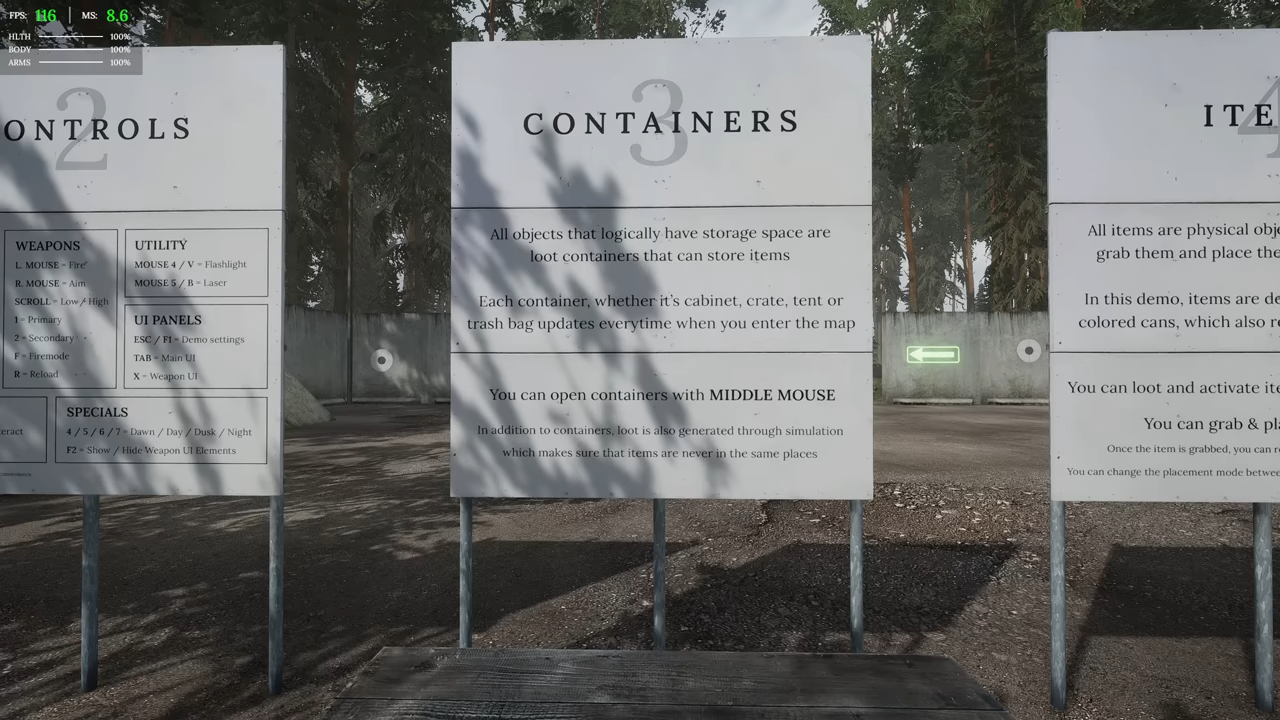 FPS: 116 | MS: 8.6
HLTH 100%
BODY 100%
ARMS 100%
2
ONTROLS
WEAPONS
L. MOUSE = Fire
R. MOUSE = Aim
SCROLL = Low / High
1 = Primary
2 = Secondary
F = Firemode
R = Reload
UTILITY
MOUSE 4 / V = Flashlight
MOUSE 5 / B = Laser
UI PANELS
ESC / F1 = Demo settings
TAB = Main UI
X = Weapon UI
SPECIALS
4 / 5 / 6 / 7 = Dawn / Day / Dusk / Night
F2 = Show / Hide Weapon UI Elements
3
CONTAINERS
All objects that logically have storage space are
loot containers that can store items
Each container, whether it's cabinet, crate, tent or
trash bag updates everytime when you enter the map
You can open containers with MIDDLE MOUSE
In addition to containers, loot is also generated through simulation
which makes sure that items are never in the same places
4
ITE
All items are physical obje
grab them and place the
In this demo, items are de
colored cans, which also re
You can loot and activate ite
You can grab & pla
Once the item is grabbed, you can r
You can change the placement mode betwee